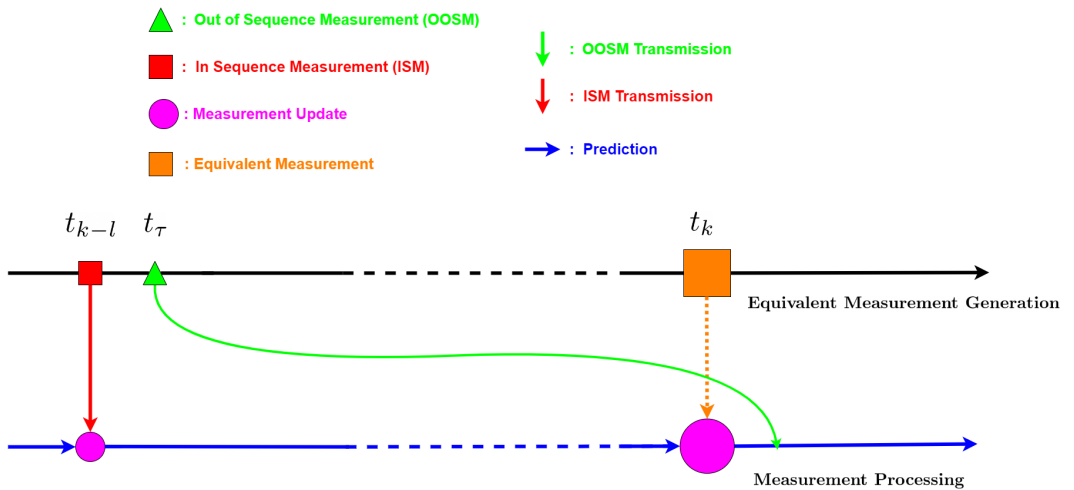 : Out of Sequence Measurement (OOSM)
: In Sequence Measurement (ISM)
: Measurement Update
: Equivalent Measurement
: OOSM Transmission
: ISM Transmission
: Prediction
t_{k-l} t_τ t_k
Equivalent Measurement Generation
Measurement Processing